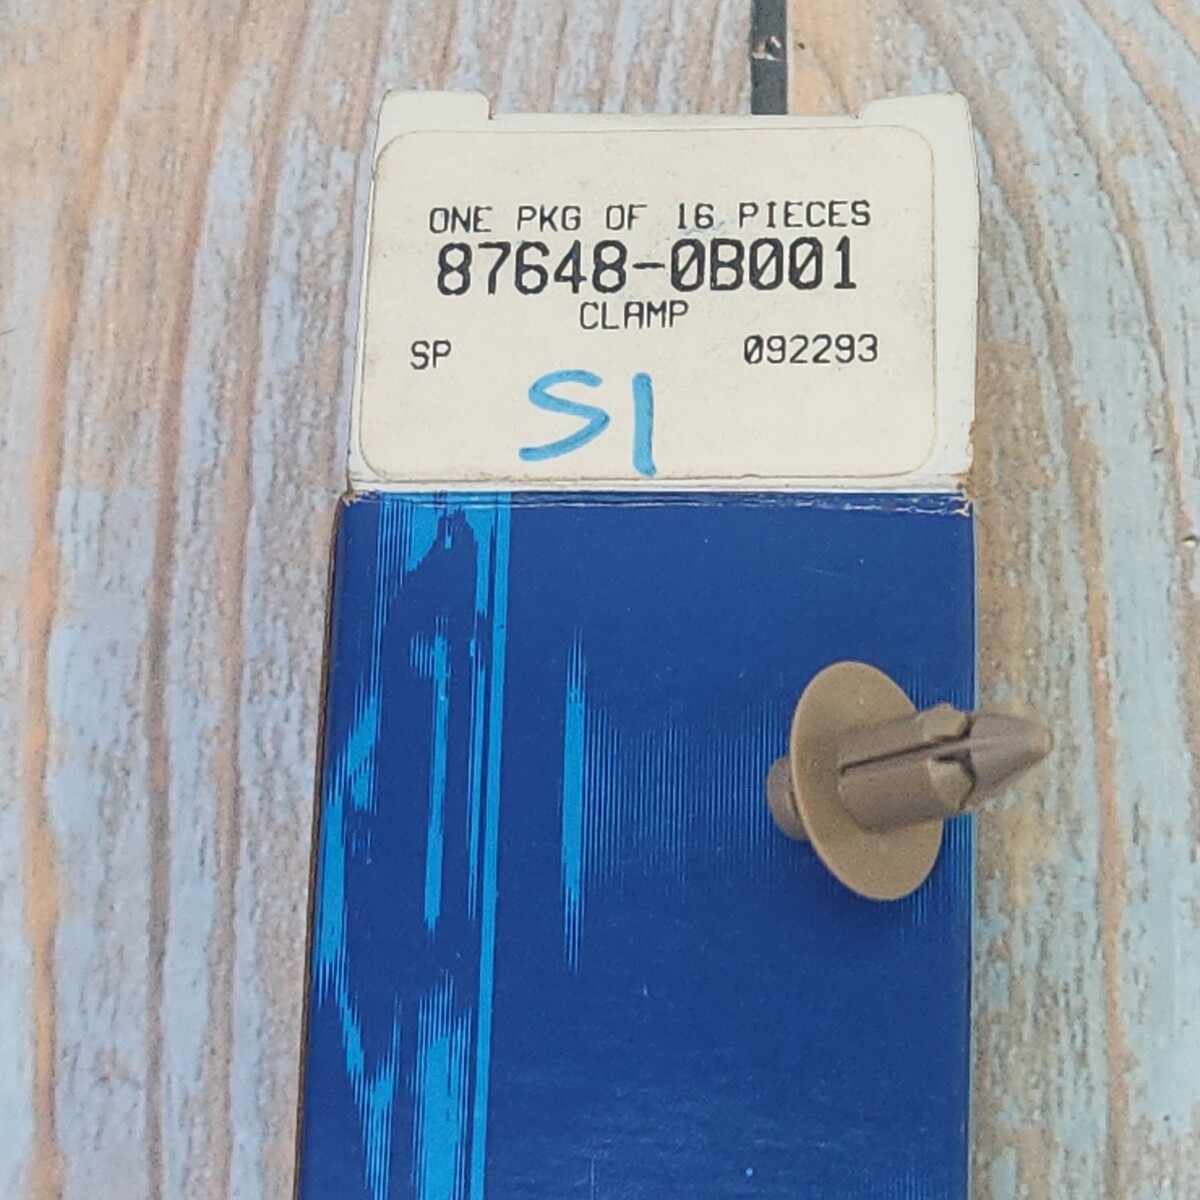 ONE PKG OF 16 PIECES
87648-0B001
CLAMP
SP 092293
S1